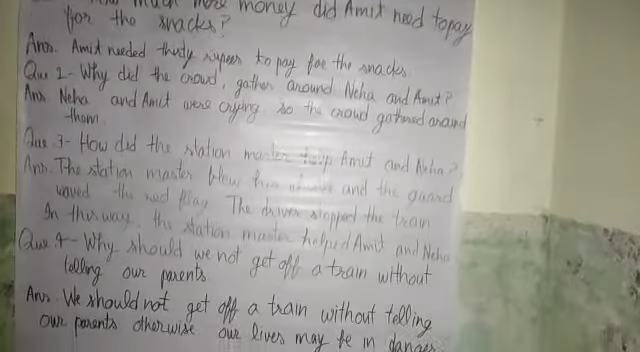 much more money did Amit need to pay
for the snacks?
Ans. Amit needed thirty rupees to pay for the snacks
Que 2- Why did the crowd, gather around Neha and Amit?
Ans Neha and Amit were crying so the crowd gathered around
them.
Que 3- How did the station master help Amit and Neha?
Ans. The station master blew his and the guard
waved the red flag The driver stopped the train
In this way, the station master helped Amit and Neha
Que 4- Why should we not get off a train without
telling our parents
Ans. We should not get off a train without telling
our parents otherwise our lives may be in danger